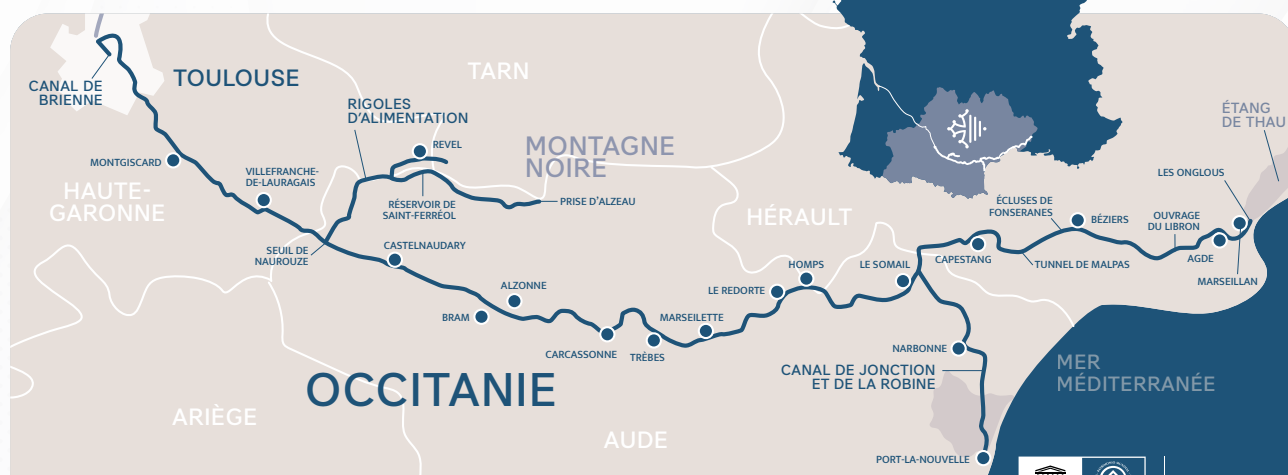 CANAL DE
BRIENNE
TOULOUSE
TARN
RIGOLES
D'ALIMENTATION
REVEL
MONTAGNE
NOIRE
ÉTANG
DE THAU
MONTGISCARD
VILLEFRANCHE-
DE-LAURAGAIS
HAUTE-
GARONNE
RÉSERVOIR DE
SAINT-FERRÉOL
PRISE D'ALZEAU
HÉRAULT
LES ONGLOUS
ÉCLUSES DE
FONSERANES
BÉZIERS
OUVRAGE
DU LIBRON
SEUIL DE
NAUROUZE
CASTELNAUDARY
CAPESTANG
TUNNEL DE MALPAS
AGDE
MARSEILLAN
ALZONNE
BRAM
LE REDORTE
HOMPS
LE SOMAIL
MARSEILETTE
CARCASSONNE
TRÈBES
NARBONNE
CANAL DE JONCTION
ET DE LA ROBINE
MER
MÉDITERRANÉE
OCCITANIE
ARIÈGE
AUDE
PORT-LA-NOUVELLE